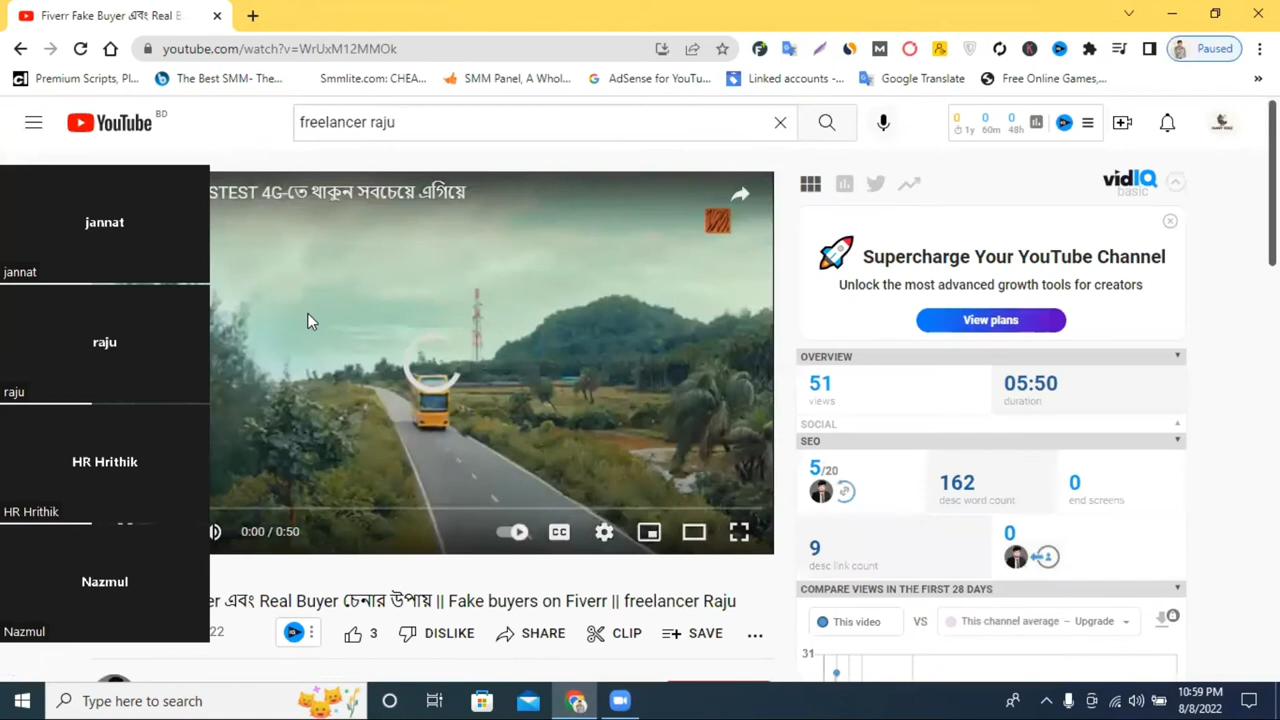 Fiverr Fake Buyer এবং Real B
youtube.com/watch?v=WrUxM12MMOk
Paused
Premium Scripts, Pl...
The Best SMM- The...
Smmlite.com: CHEA...
SMM Panel, A Whol...
AdSense for YouTu...
Linked accounts -...
Google Translate
Free Online Games,...
YouTube BD
freelancer raju
0 0 0
1y 60m 48h
STEST 4G-তে থাকুন সবচেয়ে এগিয়ে
vidIQ
basic
jannat
jannat
Supercharge Your YouTube Channel
Unlock the most advanced growth tools for creators
View plans
raju
raju
OVERVIEW
51
views
05:50
duration
SOCIAL
SEO
HR Hrithik
HR Hrithik
5/20
162
desc word count
0
end screens
0:00 / 0:50
CC
9
desc link count
0
Nazmul
Nazmul
COMPARE VIEWS IN THE FIRST 28 DAYS
er এবং Real Buyer চেনার উপায় || Fake buyers on Fiverr || freelancer Raju
This video
VS
This channel average – Upgrade
22
3
DISLIKE
SHARE
CLIP
SAVE
31
Type here to search
10:59 PM
8/8/2022